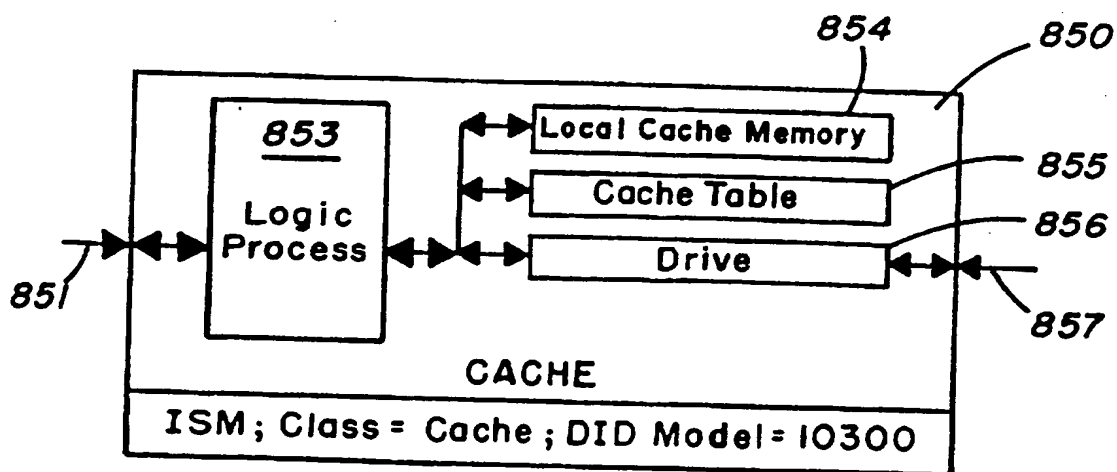 854
850
853
Logic
Process
Local Cache Memory
855
Cache Table
856
Drive
851
857
CACHE
ISM; Class = Cache; DID Model = 10300